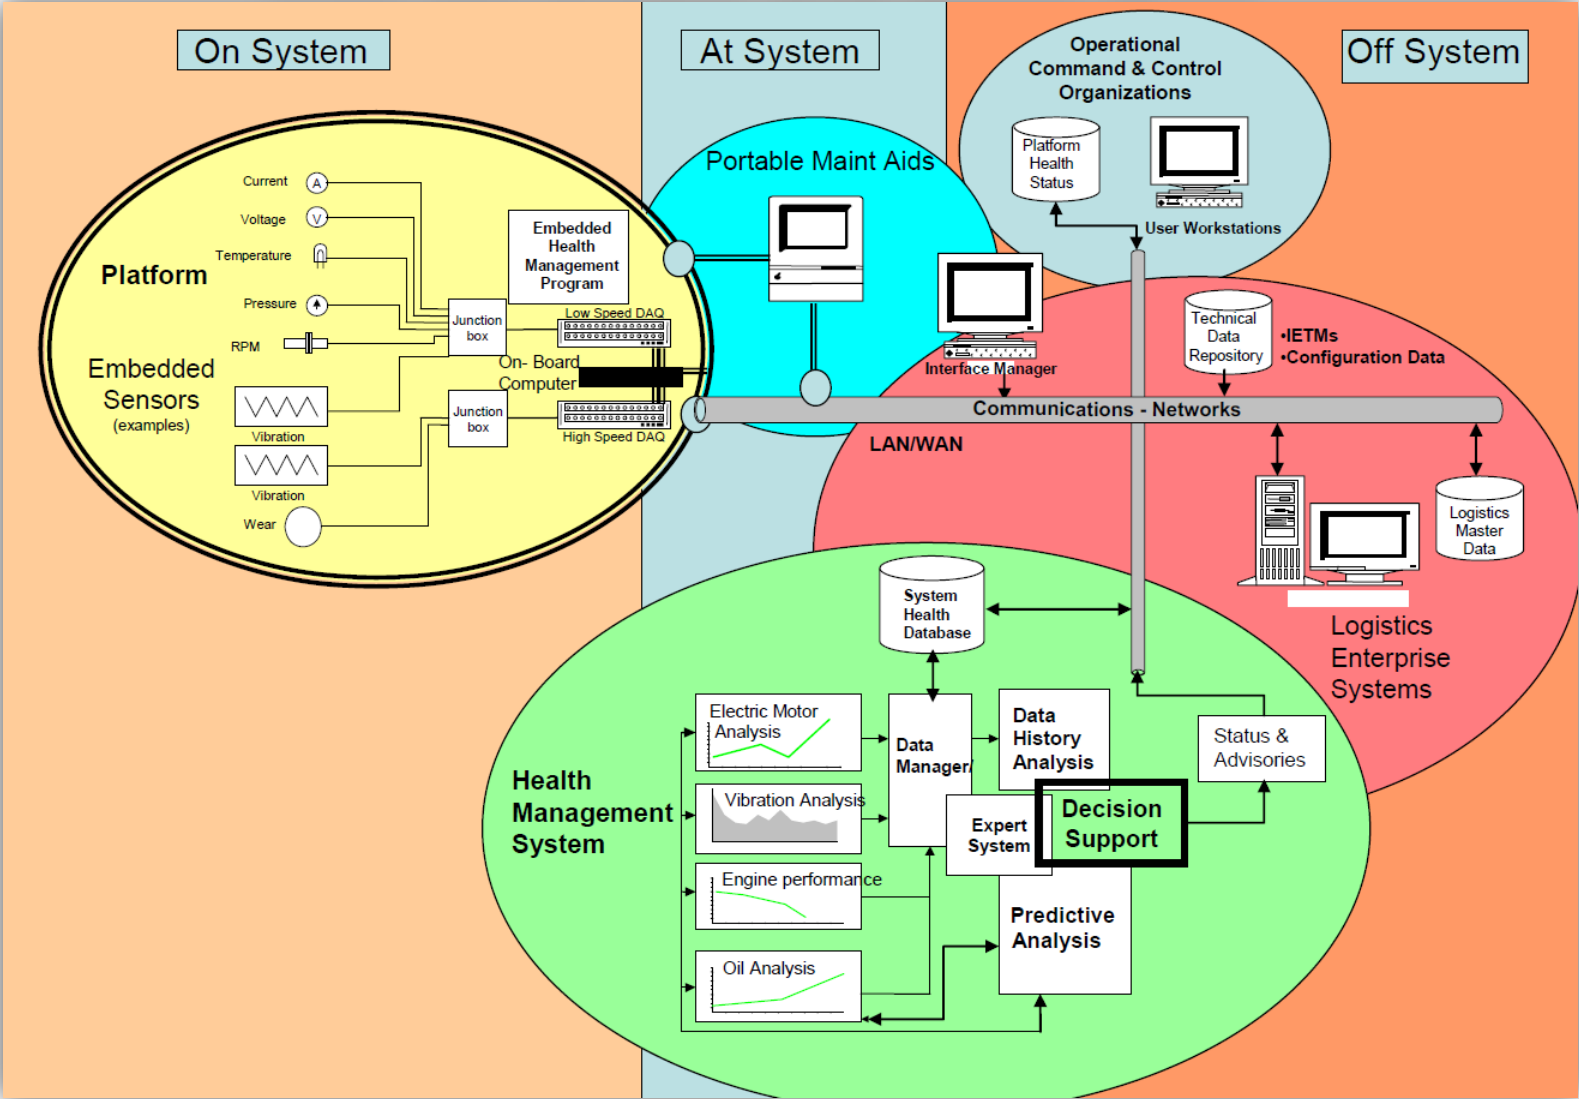 On System
At System
Off System
Operational
Command & Control
Organizations
Platform
Health
Status
User Workstations
Portable Maint Aids
Current
A
Voltage
V
Temperature
Pressure
RPM
Vibration
Vibration
Wear
Platform
Embedded
Sensors
(examples)
Embedded
Health
Management
Program
Junction
box
Low Speed DAQ
On- Board
Computer
Junction
box
High Speed DAQ
Interface Manager
Technical
Data
Repository
•IETMs
•Configuration Data
Communications - Networks
LAN/WAN
Logistics
Master
Data
Logistics
Enterprise
Systems
System
Health
Database
Health
Management
System
Electric Motor
Analysis
Vibration Analysis
Engine performance
Oil Analysis
Data
Manager/
Data
History
Analysis
Expert
System
Decision
Support
Predictive
Analysis
Status &
Advisories